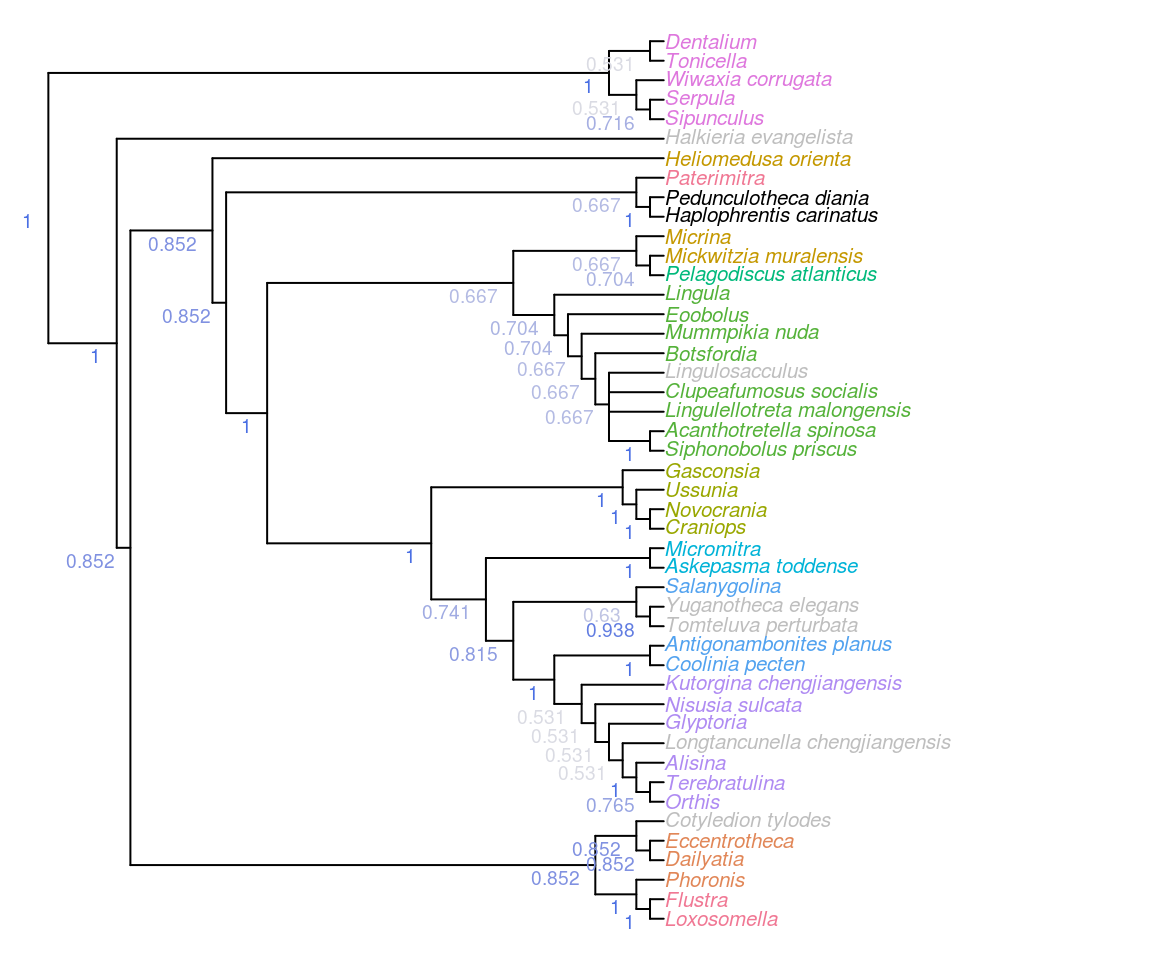 Dentalium
0.531
Tonicella
Wiwaxia corrugata
1
Serpula
0.531
Sipunculus
0.716
Halkieria evangelista
Heliomedusa orienta
Paterimitra
Pedunculotheca diania
0.667
Haplophrentis carinatus
1
1
Micrina
0.852
Mickwitzia muralensis
0.667
Pelagodiscus atlanticus
0.704
Lingula
0.667
Eoobolus
0.852
0.704
Mummpikia nuda
0.704
Botsfordia
1
0.667
Lingulosacculus
0.667
Clupeafumosus socialis
Lingulellotreta malongensis
0.667
1
Acanthotretella spinosa
Siphonobolus priscus
1
Gasconsia
Ussunia
1
Novocrania
1
Craniops
1
Micromitra
1
0.852
Askepasma toddense
1
Salanygolina
Yuganotheca elegans
0.741
0.63
Tomteluva perturbata
0.938
Antigonambonites planus
0.815
Coolinia pecten
1
Kutorgina chengjiangensis
1
Nisusia sulcata
0.531
Glyptoria
0.531
Longtancunella chengjiangensis
0.531
Alisina
0.531
Terebratulina
1
Orthis
0.765
Cotyledion tylodes
Eccentrotheca
0.852
Dailyatia
0.852
0.852
Phoronis
Flustra
1
Loxosomella
1